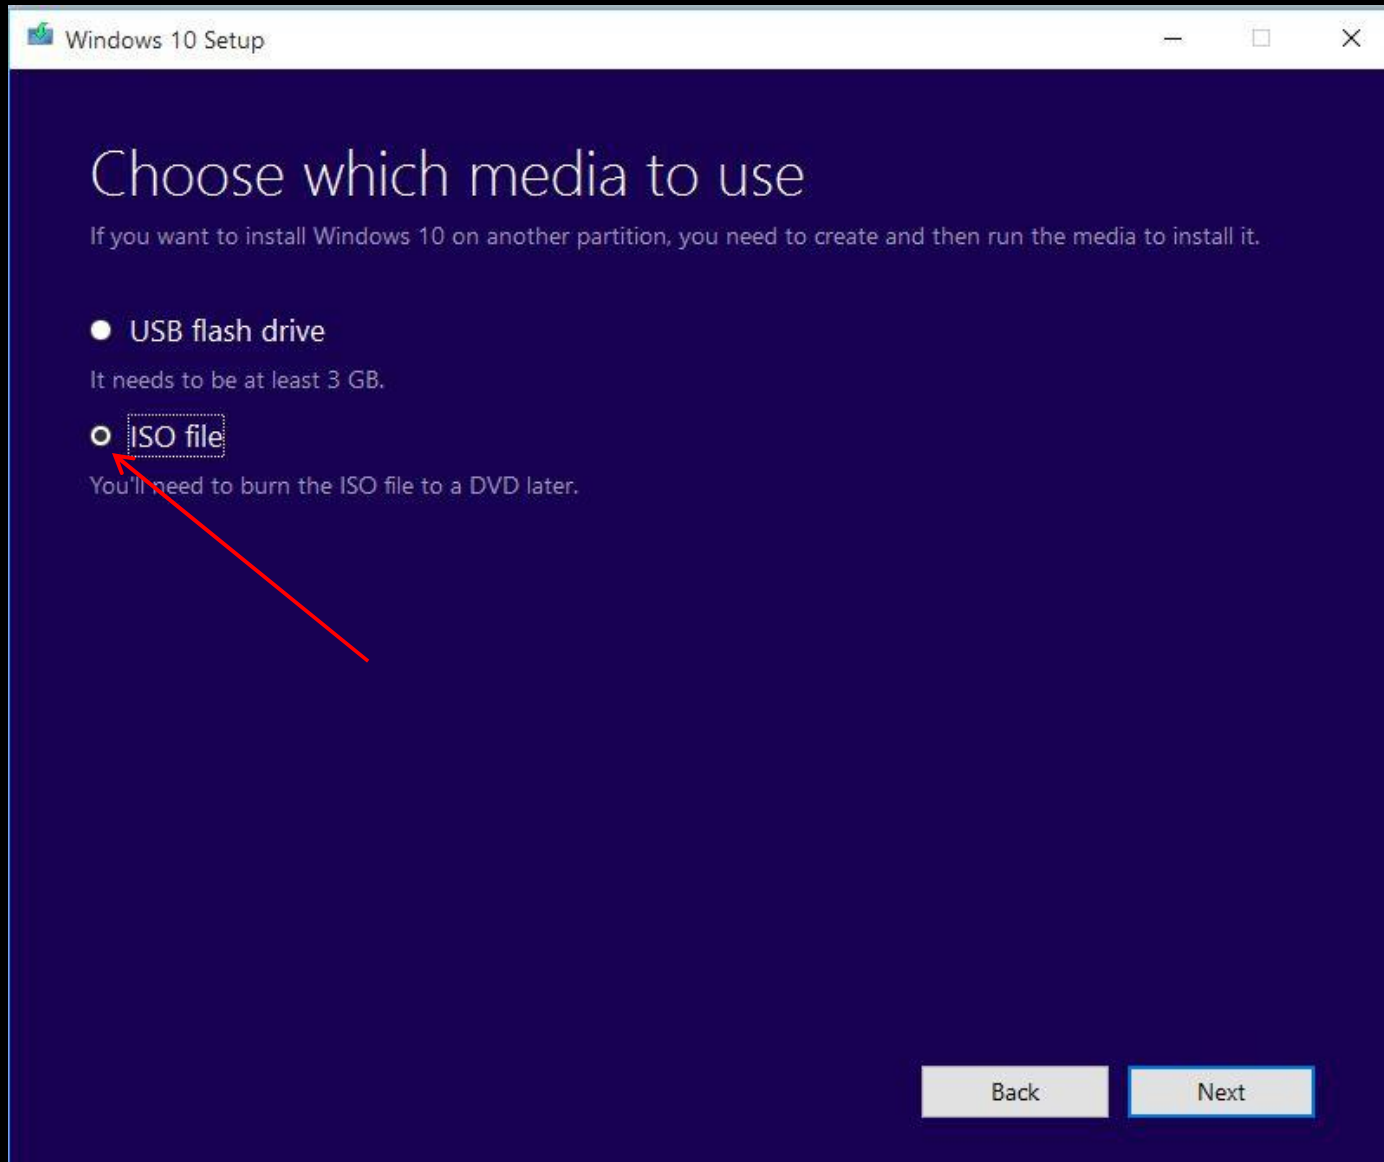 Windows 10 Setup
Choose which media to use
If you want to install Windows 10 on another partition, you need to create and then run the media to install it.
USB flash drive
It needs to be at least 3 GB.
ISO file
You'll need to burn the ISO file to a DVD later.
Back
Next